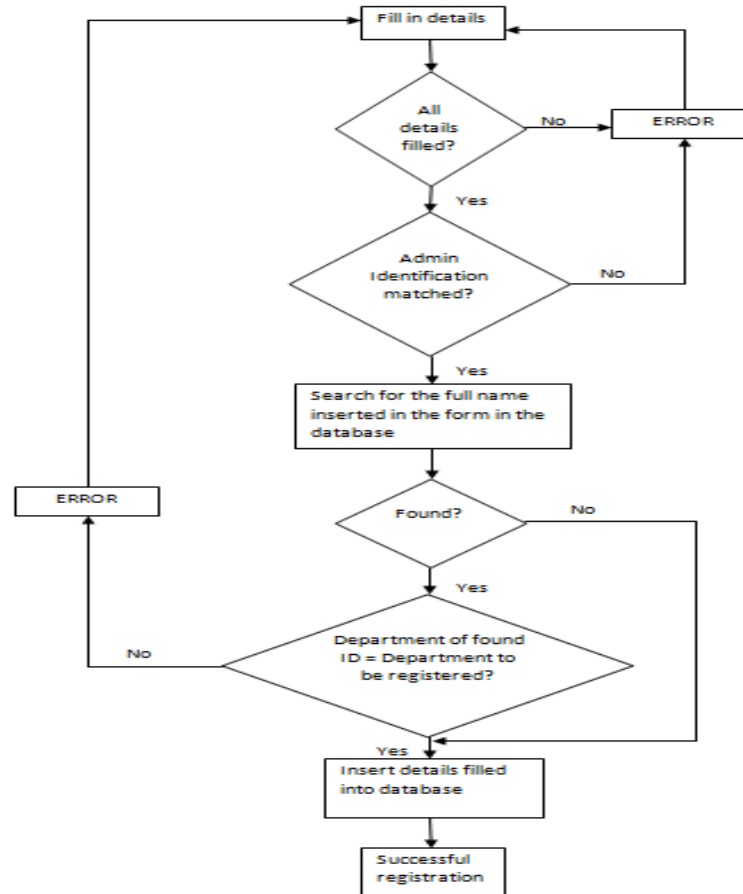 Fill in details
All
details
filled?
No
ERROR
Yes
Admin
Identification
matched?
No
Yes
Search for the full name
inserted in the form in the
database
ERROR
Found?
No
Yes
Department of found
ID = Department to
be registered?
No
Yes
Insert details filled
into database
Successful
registration